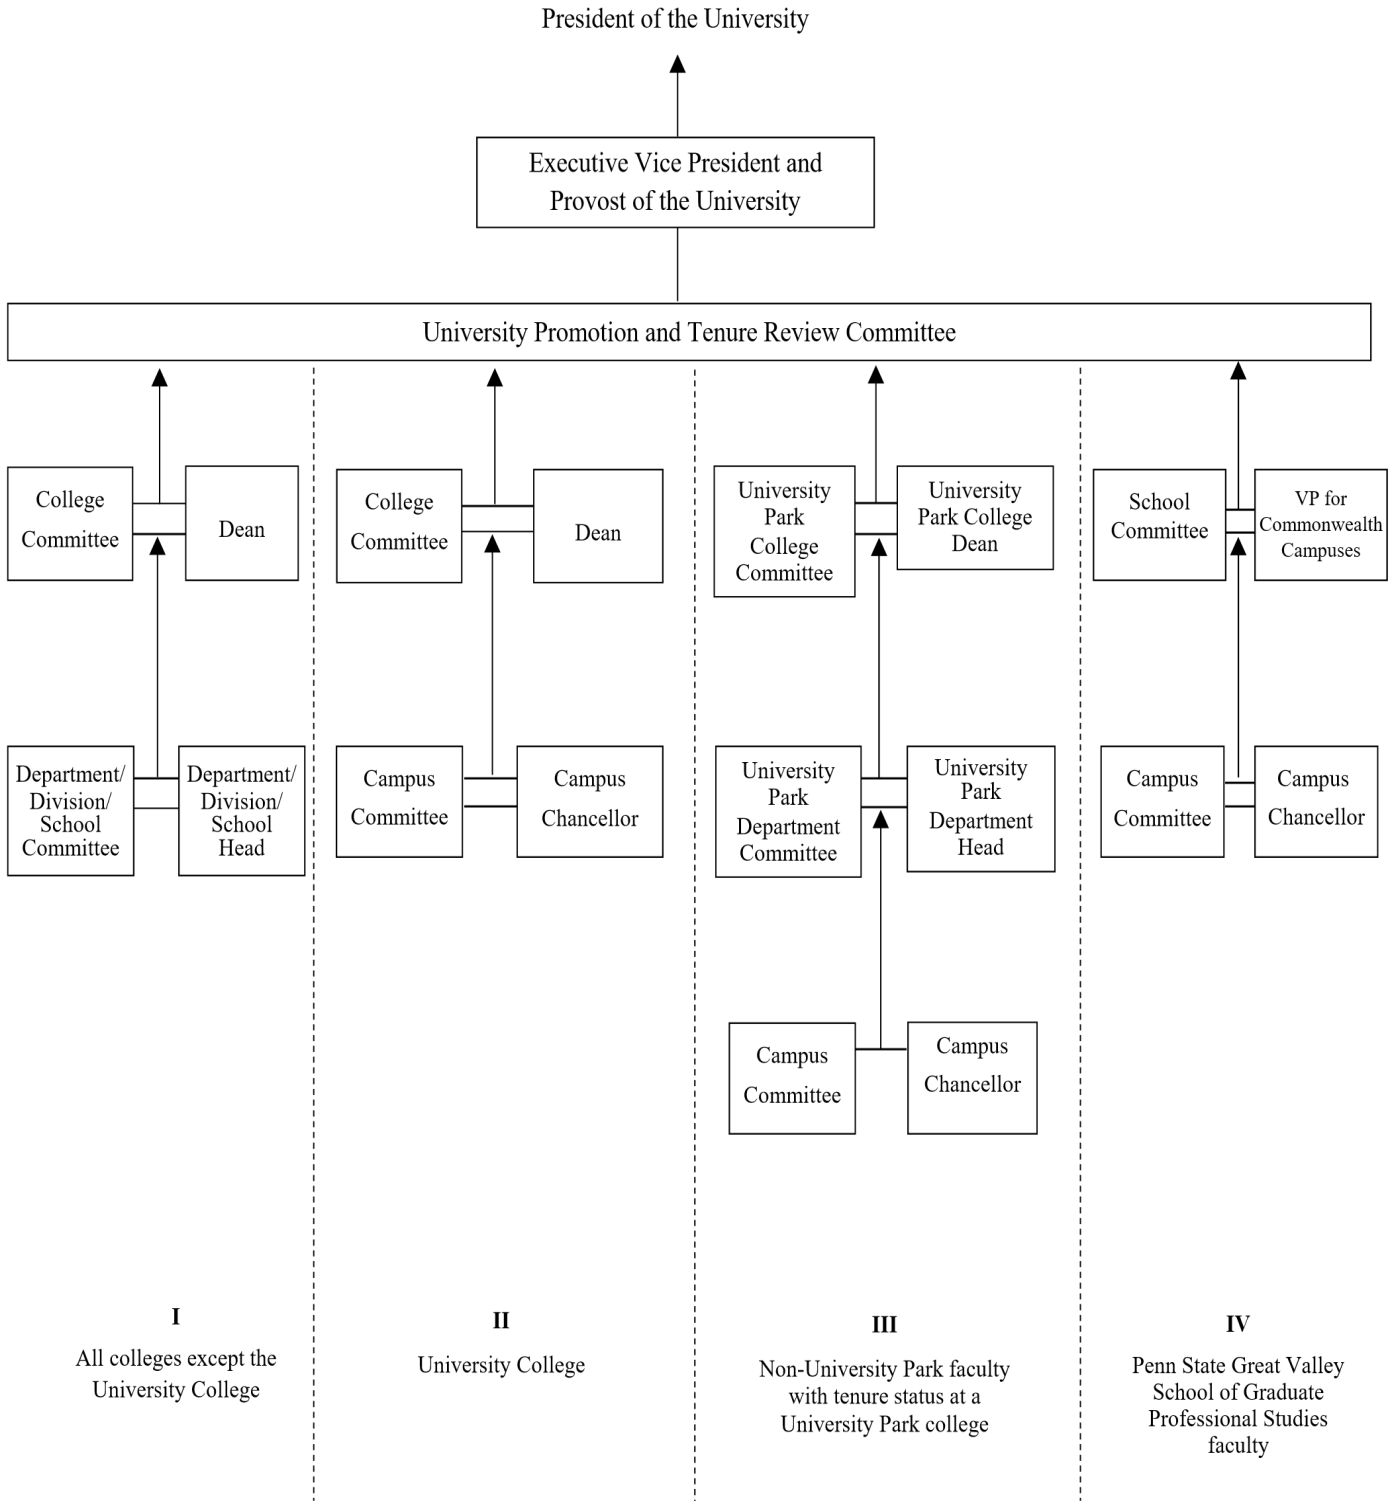 President of the University
Executive Vice President and
Provost of the University
University Promotion and Tenure Review Committee
College
Committee
Dean
College
Committee
Dean
University
Park
College
Committee
University
Park College
Dean
School
Committee
VP for
Commonwealth
Campuses
Department/
Division/
School
Committee
Department/
Division/
School
Head
Campus
Committee
Campus
Chancellor
University
Park
Department
Committee
University
Park
Department
Head
Campus
Committee
Campus
Chancellor
Campus
Committee
Campus
Chancellor
I
All colleges except the
University College
II
University College
III
Non-University Park faculty
with tenure status at a
University Park college
IV
Penn State Great Valley
School of Graduate
Professional Studies
faculty